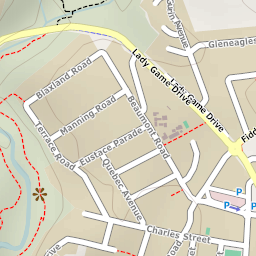 Gleneagles
Lady Game Drive
Lady Game Drive
Blaxland Road
Manning Road
Beaumont Road
Terrace Road
Eustace Parade
Quebec Avenue
Charles Street
P
P